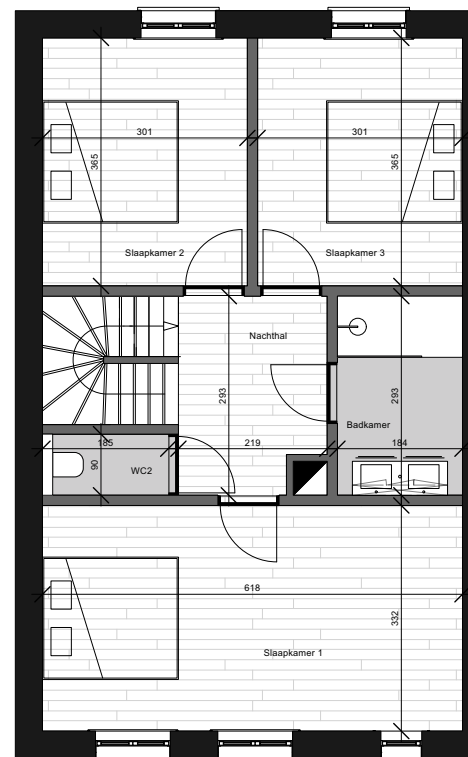 301
301
365
365
Slaapkamer 2
Slaapkamer 3
Nachthal
293
293
Badkamer
185
219
184
90
WC2
618
332
Slaapkamer 1